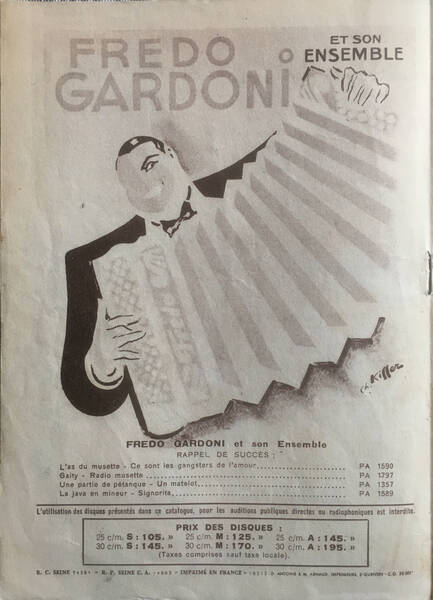 FREDO
GARDONI
ET SON
ENSEMBLE
Ch. Kiffer
FREDO GARDONI et son Ensemble
RAPPEL DE SUCCÈS :
L'as du musette - Ce sont les gangsters de l'amour PA 1590
Gaity - Radio musette PA 1797
Une partie de pétanque - Un matelot PA 1357
La java en mineur - Signorita PA 1589
L'utilisation des disques présentés dans ce catalogue, pour les auditions publiques directes ou radiophoniques est interdite.
PRIX DES DISQUES :
25 c/m. S : 105. » 25 c/m. M : 125. » 25 c/m. A : 145. »
30 c/m. S : 145. » 30 c/m. M : 170. » 30 c/m. A : 195. »
(Taxes comprises sauf taxe locale).
R. C. SEINE - R. P. SEINE C. A. - IMPRIMÉ EN FRANCE